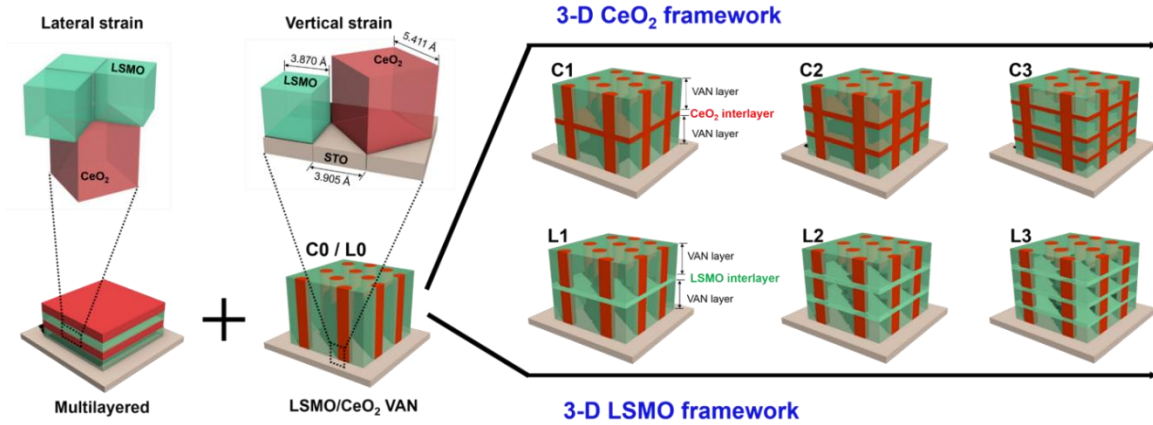 Lateral strain
LSMO
CeO₂
Multilayered
Vertical strain
5.411 Å
3.870 Å
CeO₂
LSMO
STO
3.905 Å
C0 / L0
LSMO/CeO₂ VAN
3-D CeO₂ framework
C1
VAN layer
CeO₂ interlayer
VAN layer
C2
C3
L1
VAN layer
LSMO interlayer
VAN layer
L2
L3
3-D LSMO framework